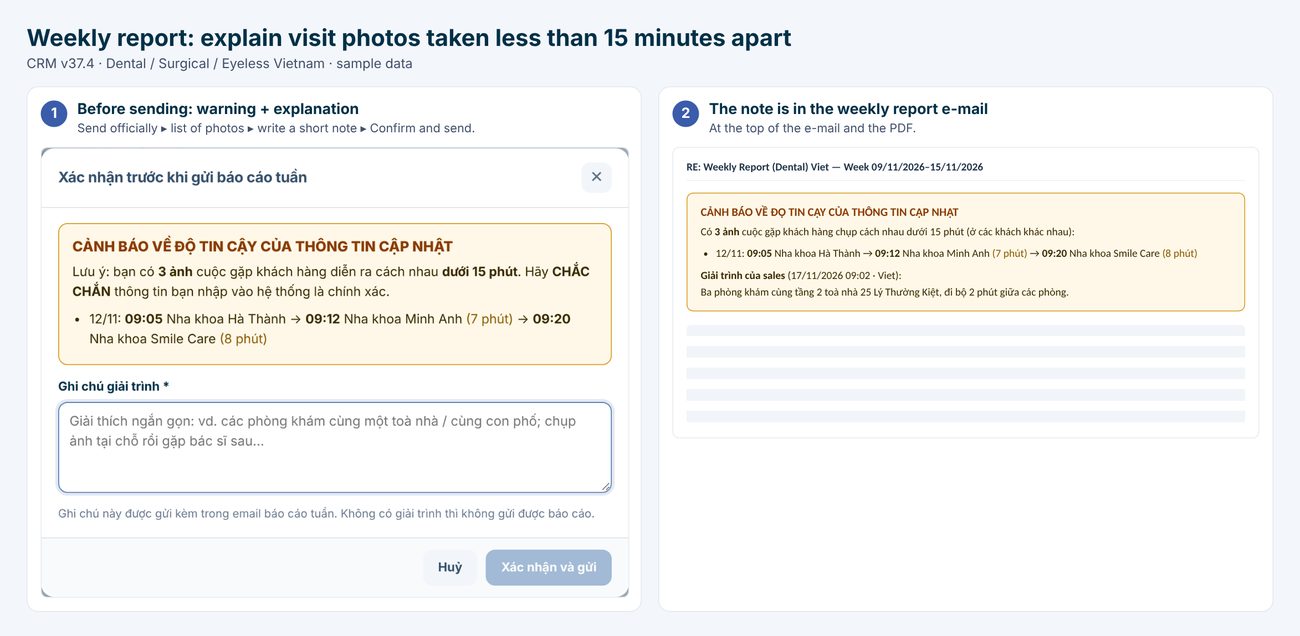 Weekly report: explain visit photos taken less than 15 minutes apart
CRM v37.4 · Dental / Surgical / Eyeless Vietnam · sample data
1
Before sending: warning + explanation
Send officially ▸ list of photos ▸ write a short note ▸ Confirm and send.
Xác nhận trước khi gửi báo cáo tuần
✕
CẢNH BÁO VỀ ĐỘ TIN CẬY CỦA THÔNG TIN CẬP NHẬT
Lưu ý: bạn có 3 ảnh cuộc gặp khách hàng diễn ra cách nhau dưới 15 phút. Hãy CHẮC
CHẮN thông tin bạn nhập vào hệ thống là chính xác.
• 12/11: 09:05 Nha khoa Hà Thành → 09:12 Nha khoa Minh Anh (7 phút) → 09:20
Nha khoa Smile Care (8 phút)
Ghi chú giải trình *
Giải thích ngắn gọn: vd. các phòng khám cùng một toà nhà / cùng con phố; chụp
ảnh tại chỗ rồi gặp bác sĩ sau...
Ghi chú này được gửi kèm trong email báo cáo tuần. Không có giải trình thì không gửi được báo cáo.
Huỷ
Xác nhận và gửi
2
The note is in the weekly report e-mail
At the top of the e-mail and the PDF.
RE: Weekly Report (Dental) Viet — Week 09/11/2026–15/11/2026
CẢNH BÁO VỀ ĐỘ TIN CẬY CỦA THÔNG TIN CẬP NHẬT
Có 3 ảnh cuộc gặp khách hàng chụp cách nhau dưới 15 phút (ở các khách khác nhau):
• 12/11: 09:05 Nha khoa Hà Thành → 09:12 Nha khoa Minh Anh (7 phút) → 09:20 Nha khoa Smile Care (8 phút)
Giải trình của sales (17/11/2026 09:02 · Viet):
Ba phòng khám cùng tầng 2 toà nhà 25 Lý Thường Kiệt, đi bộ 2 phút giữa các phòng.